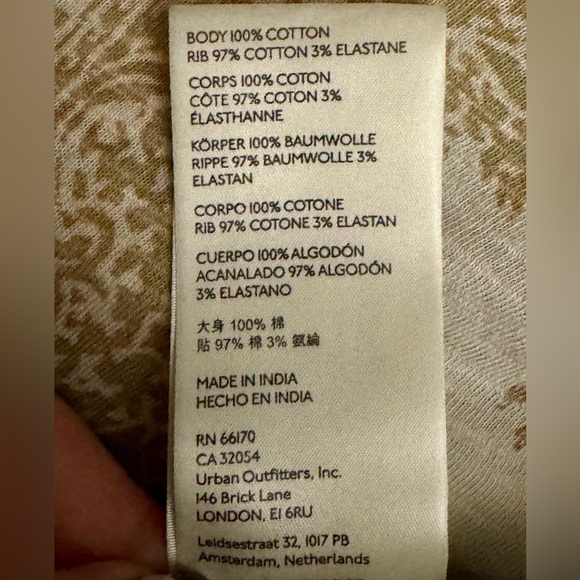 BODY 100% COTTON
RIB 97% COTTON 3% ELASTANE
CORPS 100% COTON
CÔTE 97% COTON 3%
ÉLASTHANNE
KÖRPER 100% BAUMWOLLE
RIPPE 97% BAUMWOLLE 3%
ELASTAN
CORPO 100% COTONE
RIB 97% COTONE 3% ELASTAN
CUERPO 100% ALGODÓN
ACANALADO 97% ALGODÓN
3% ELASTANO
大身 100% 棉
貼 97% 棉 3% 氨綸
MADE IN INDIA
HECHO EN INDIA
RN 66170
CA 32054
Urban Outfitters, Inc.
146 Brick Lane
LONDON, E1 6RU
Leidsestraat 32, 1017 PB
Amsterdam, Netherlands